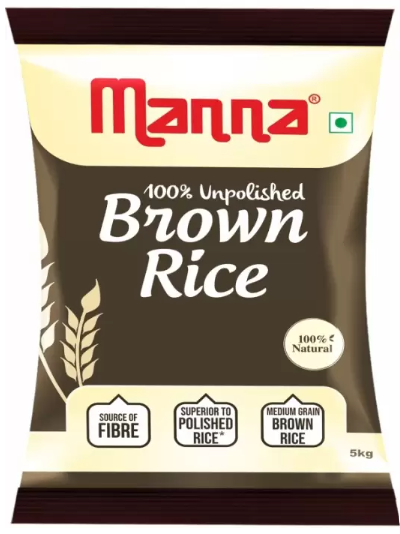 Manna®
100% Unpolished
Brown
Rice
100%
Natural
SOURCE OF
FIBRE
SUPERIOR TO
POLISHED
RICE*
MEDIUM GRAIN
BROWN
RICE
5kg